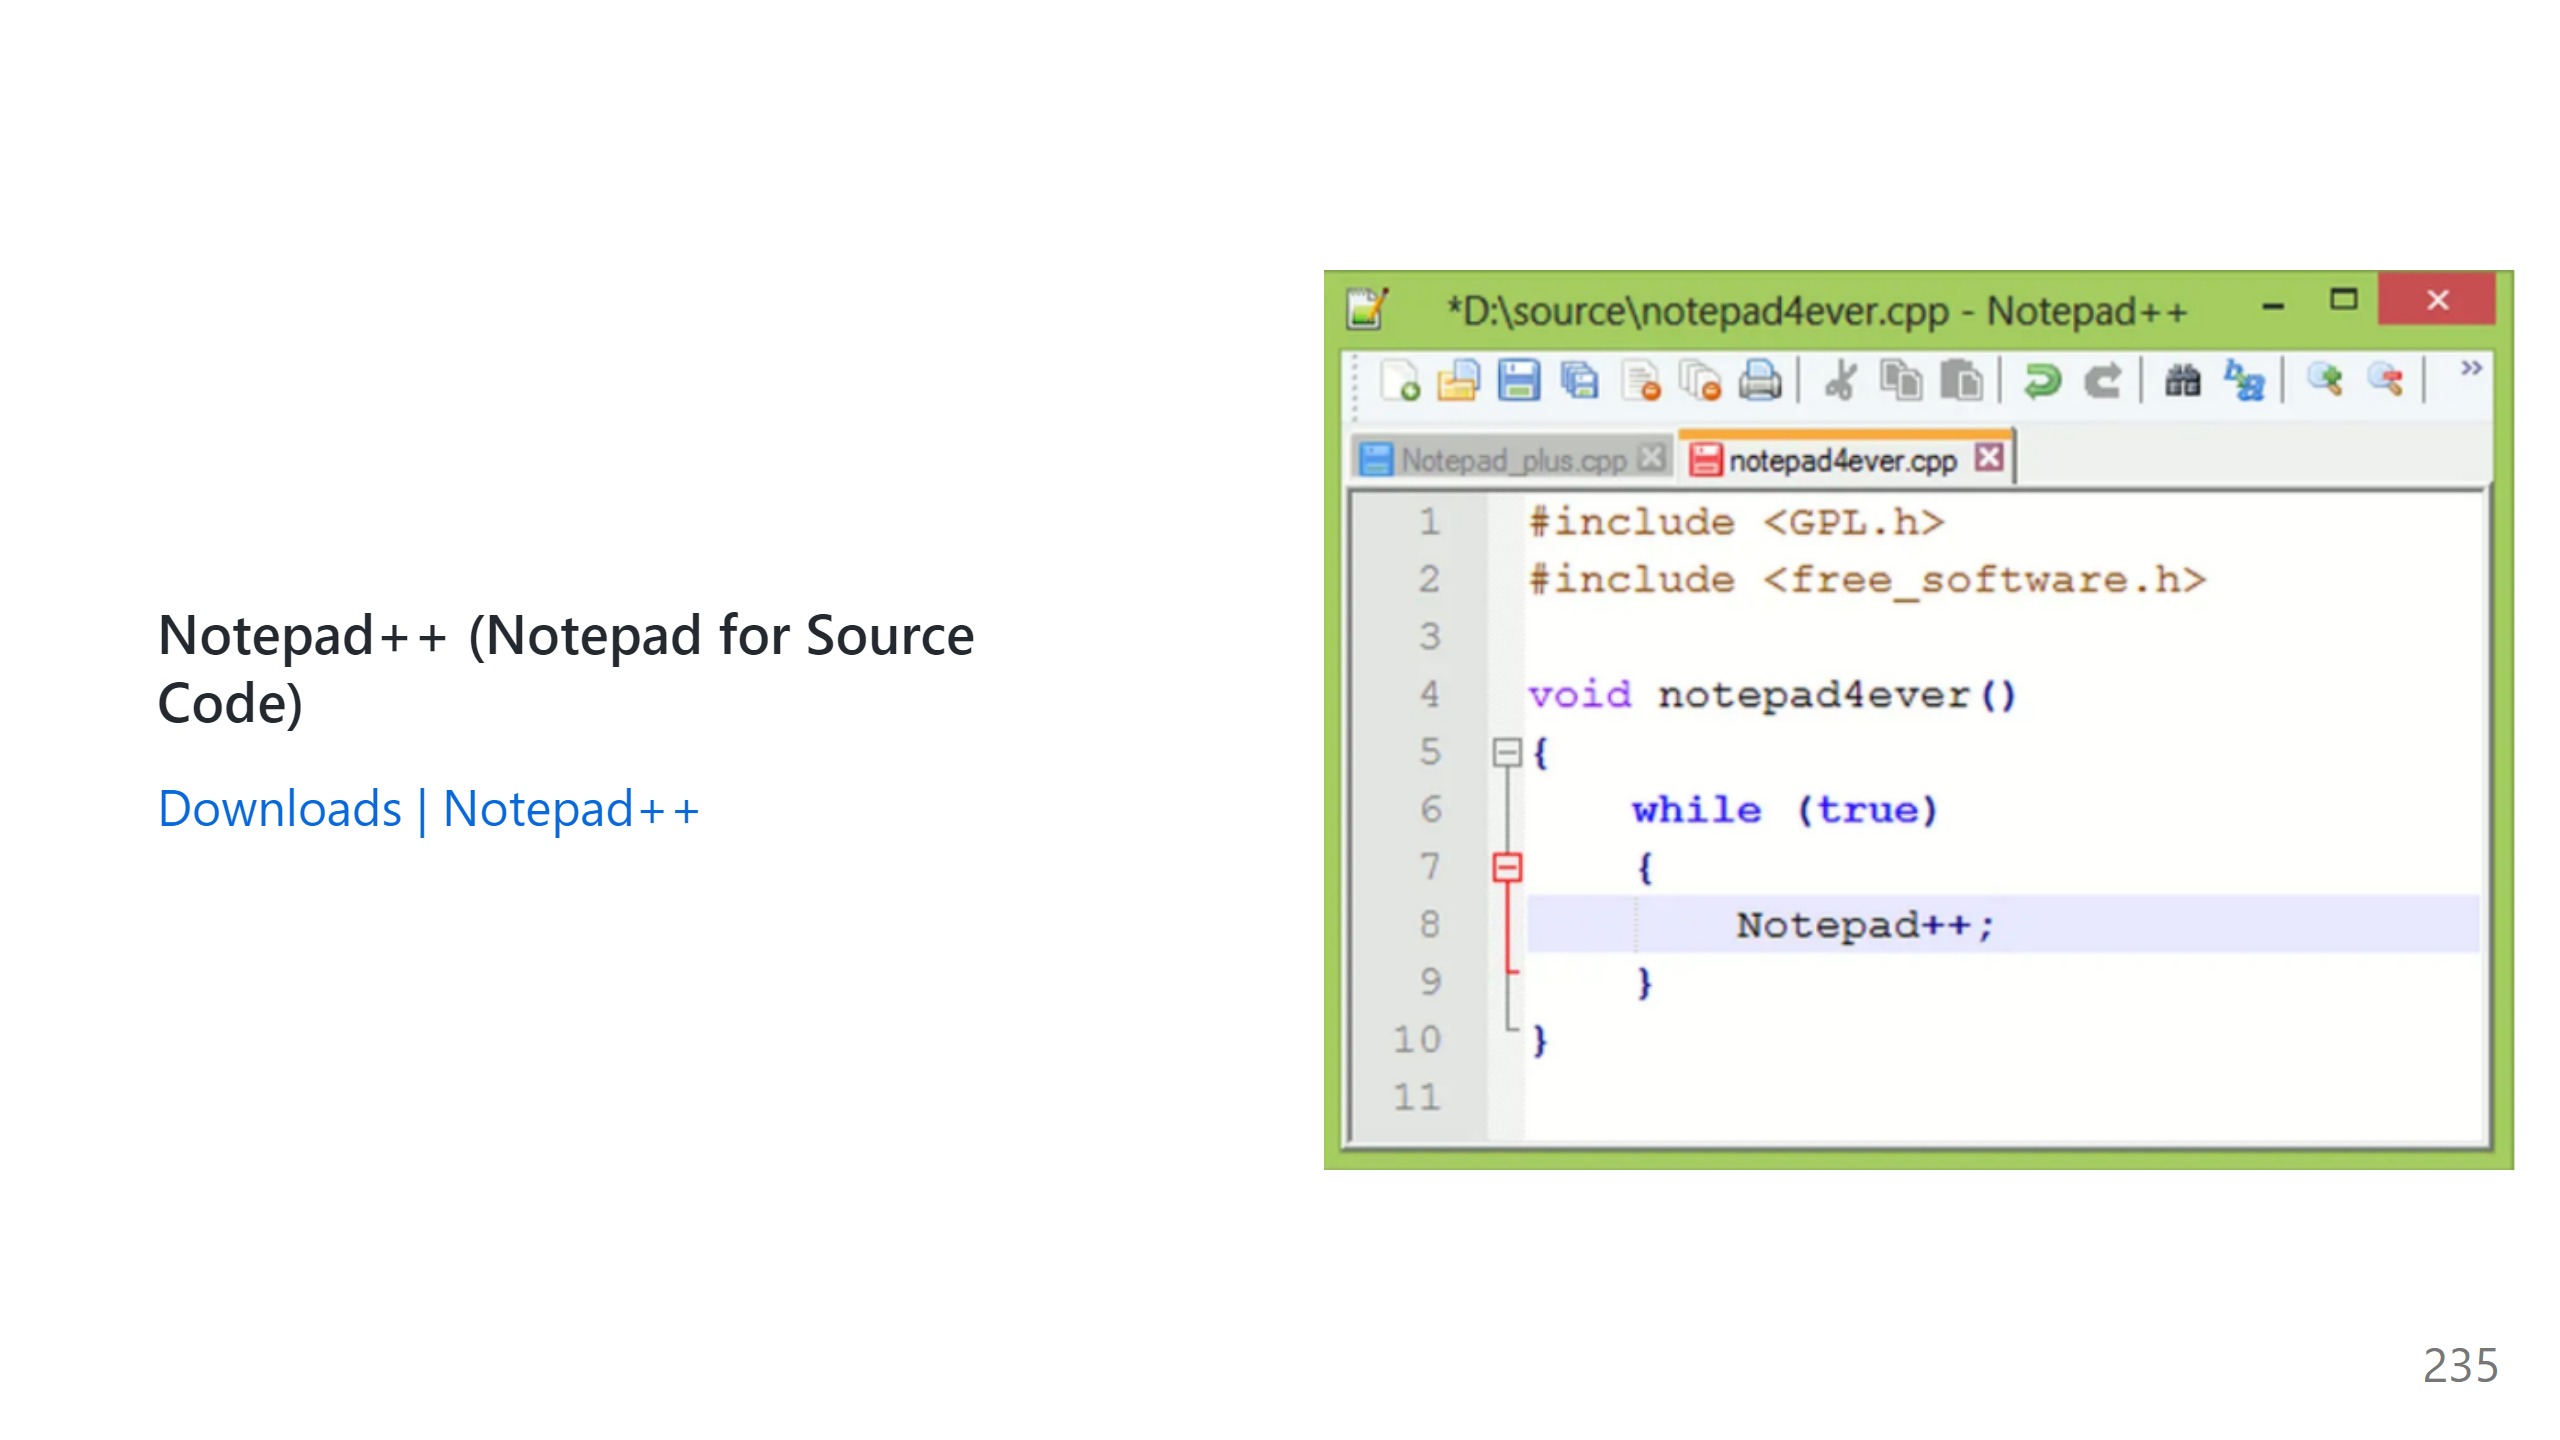 Notepad++ (Notepad for Source
Code)
Downloads | Notepad++
*D:\source\notepad4ever.cpp - Notepad++
Notepad_plus.cpp
notepad4ever.cpp
1 #include <GPL.h>
2 #include <free_software.h>
3
4 void notepad4ever()
5 {
6     while (true)
7     {
8         Notepad++;
9     }
10 }
11
235